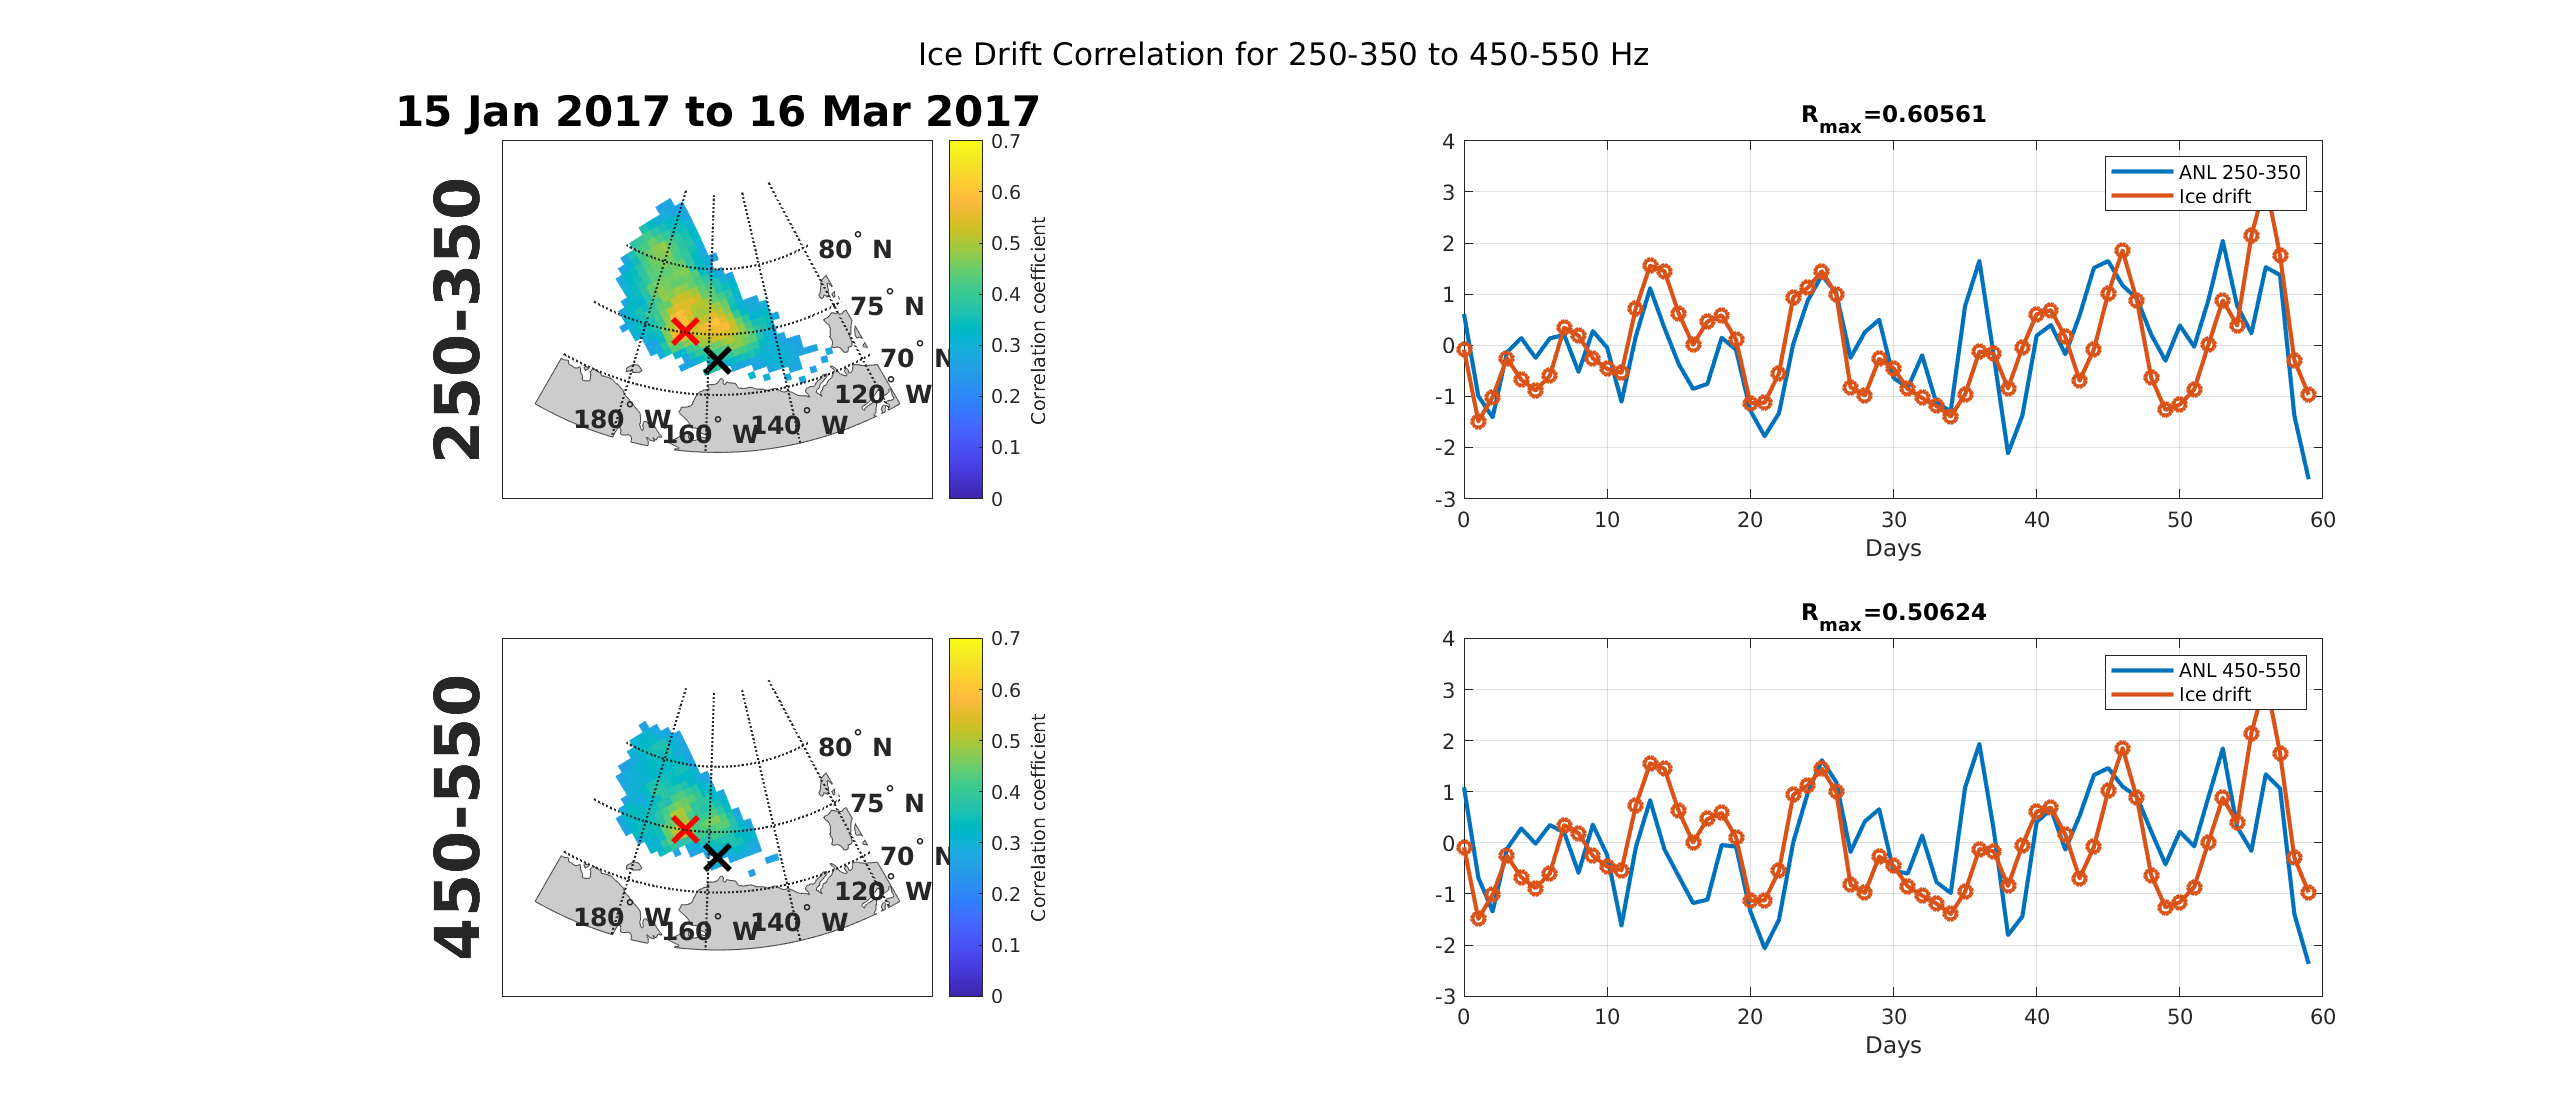 Ice Drift Correlation for 250-350 to 450-550 Hz
15 Jan 2017 to 16 Mar 2017
250-350
80° N
75° N
70° N
120° W
140° W
160° W
180° W
0.7
0.6
0.5
0.4
0.3
0.2
0.1
0
Correlation coefficient
Rmax=0.60561
4
3
2
1
0
-1
-2
-3
0 10 20 30 40 50 60
Days
ANL 250-350
Ice drift
450-550
80° N
75° N
70° N
120° W
140° W
160° W
180° W
0.7
0.6
0.5
0.4
0.3
0.2
0.1
0
Correlation coefficient
Rmax=0.50624
4
3
2
1
0
-1
-2
-3
0 10 20 30 40 50 60
Days
ANL 450-550
Ice drift